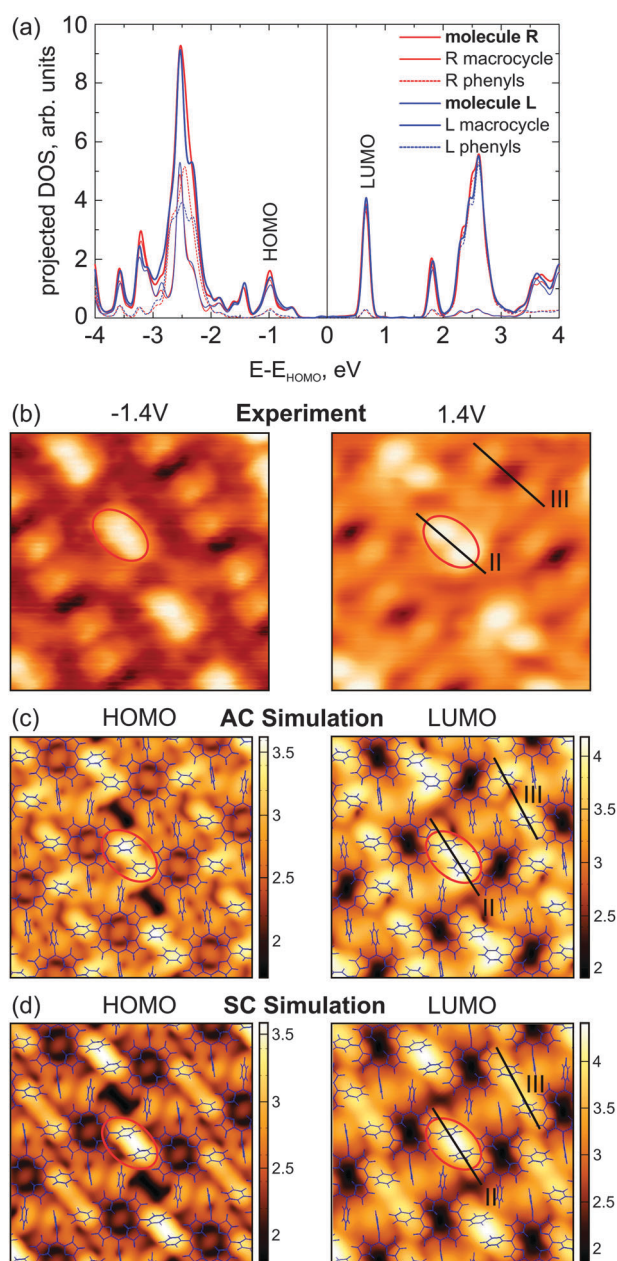 (a)
10
8
6
4
2
0
projected DOS, arb. units
molecule R
R macrocycle
R phenyls
molecule L
L macrocycle
L phenyls
HOMO
LUMO
-4 -3 -2 -1 0 1 2 3 4
E-E_HOMO, eV
(b) -1.4V Experiment 1.4V
III
II
(c) HOMO AC Simulation LUMO
3.5
3
2.5
2
III
II
4
3.5
3
2.5
2
(d) HOMO SC Simulation LUMO
3.5
3
2.5
2
III
II
4
3.5
3
2.5
2